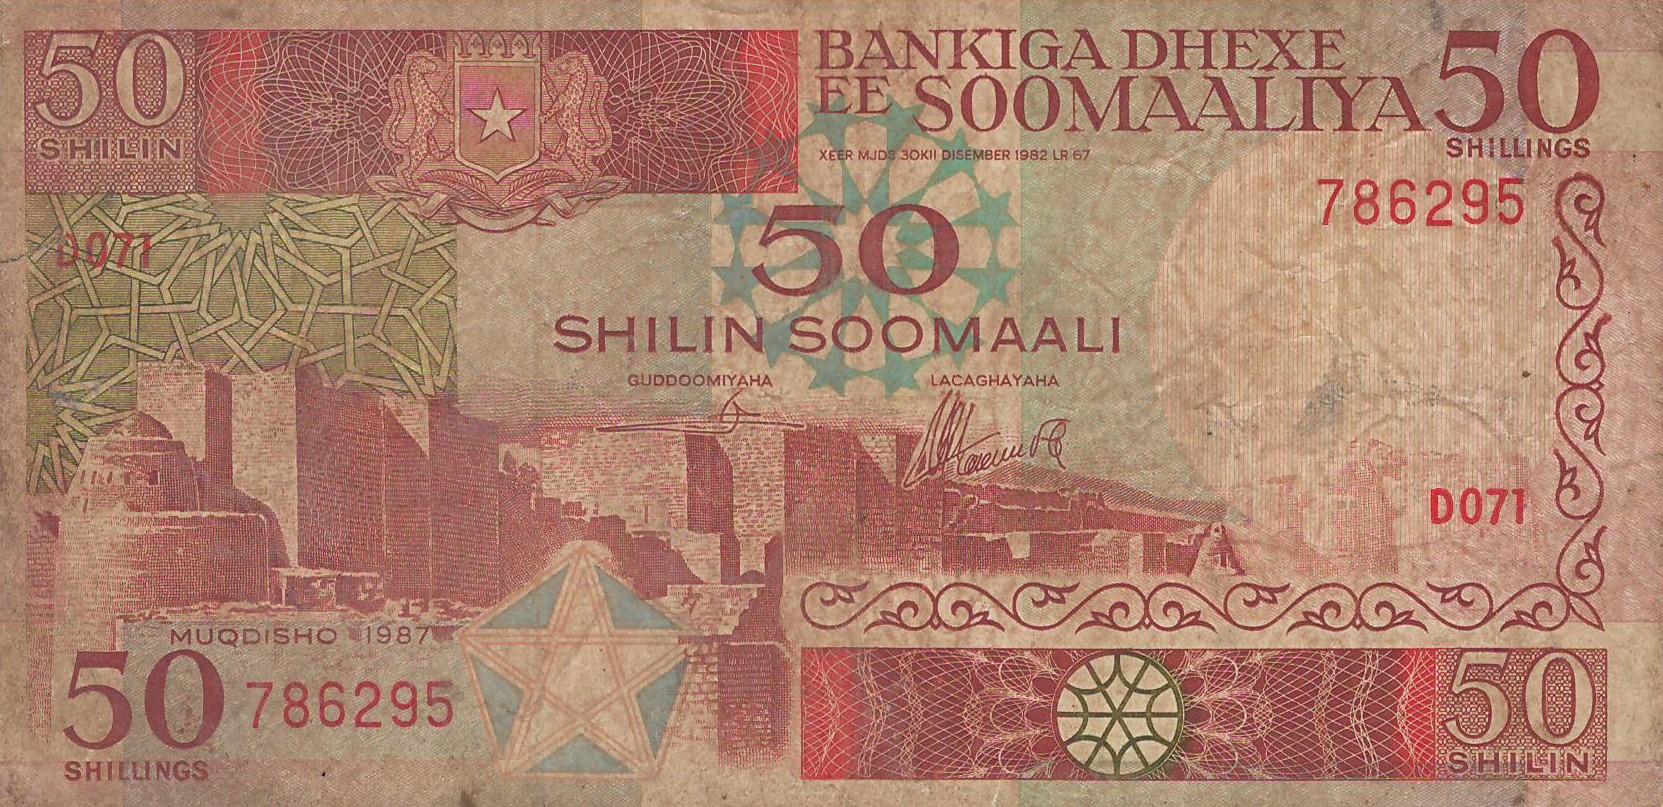 50
SHILIN
BANKIGA DHEXE
EE SOOMAALIYA
50
SHILLINGS
XEER MJDS 30KII DISEMBER 1982 LR 67
786295
D071
50
SHILIN SOOMAALI
GUDDOOMIYAHA
LACAGHAYAHA
D071
MUQDISHO 1987
50
SHILLINGS
786295
50
SHILIN